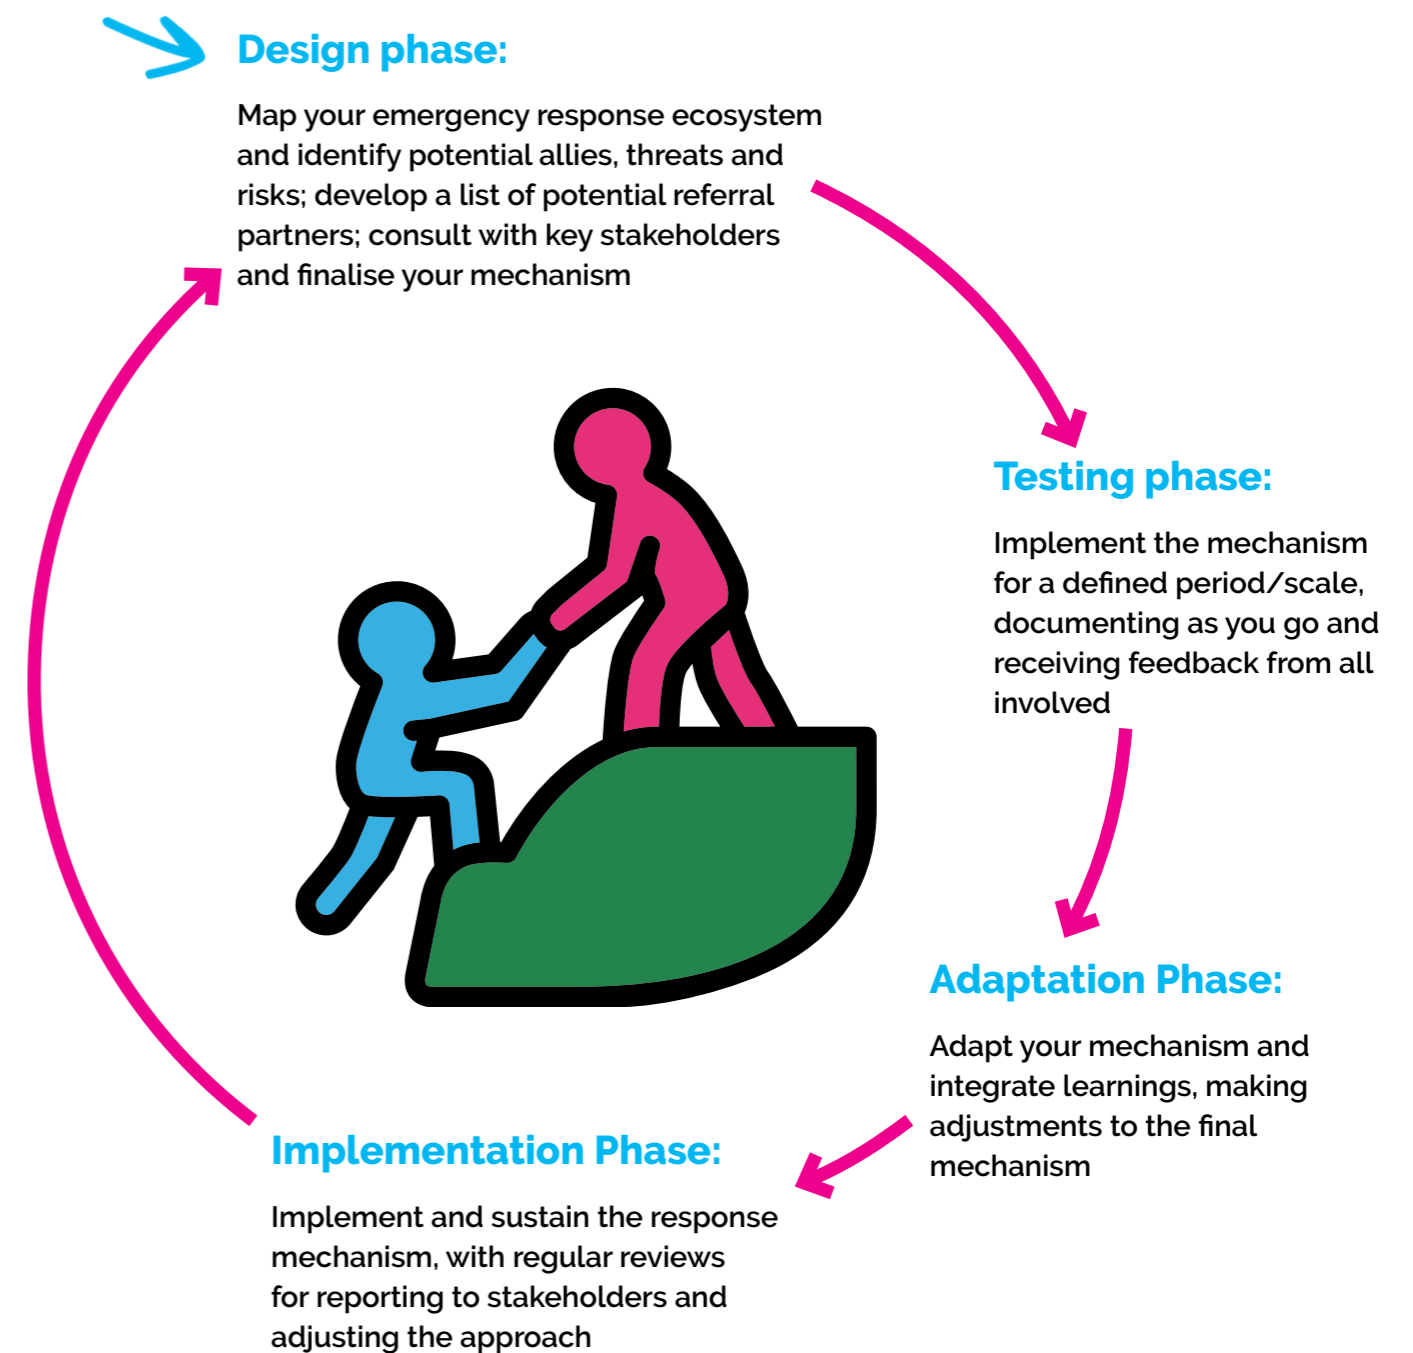 Design phase:
Map your emergency response ecosystem
and identify potential allies, threats and
risks; develop a list of potential referral
partners; consult with key stakeholders
and finalise your mechanism
Testing phase:
Implement the mechanism
for a defined period/scale,
documenting as you go and
receiving feedback from all
involved
Adaptation Phase:
Adapt your mechanism and
integrate learnings, making
adjustments to the final
mechanism
Implementation Phase:
Implement and sustain the response
mechanism, with regular reviews
for reporting to stakeholders and
adjusting the approach